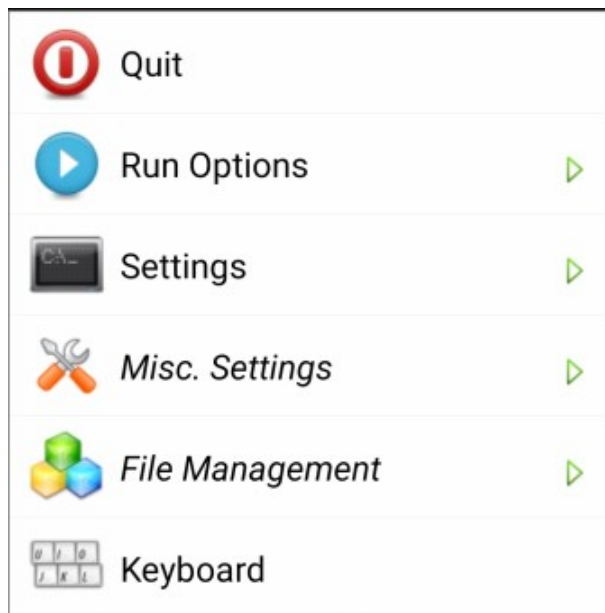 Quit
Run Options
C:\_
Settings
Misc. Settings
File Management
U I O
J K L
Keyboard